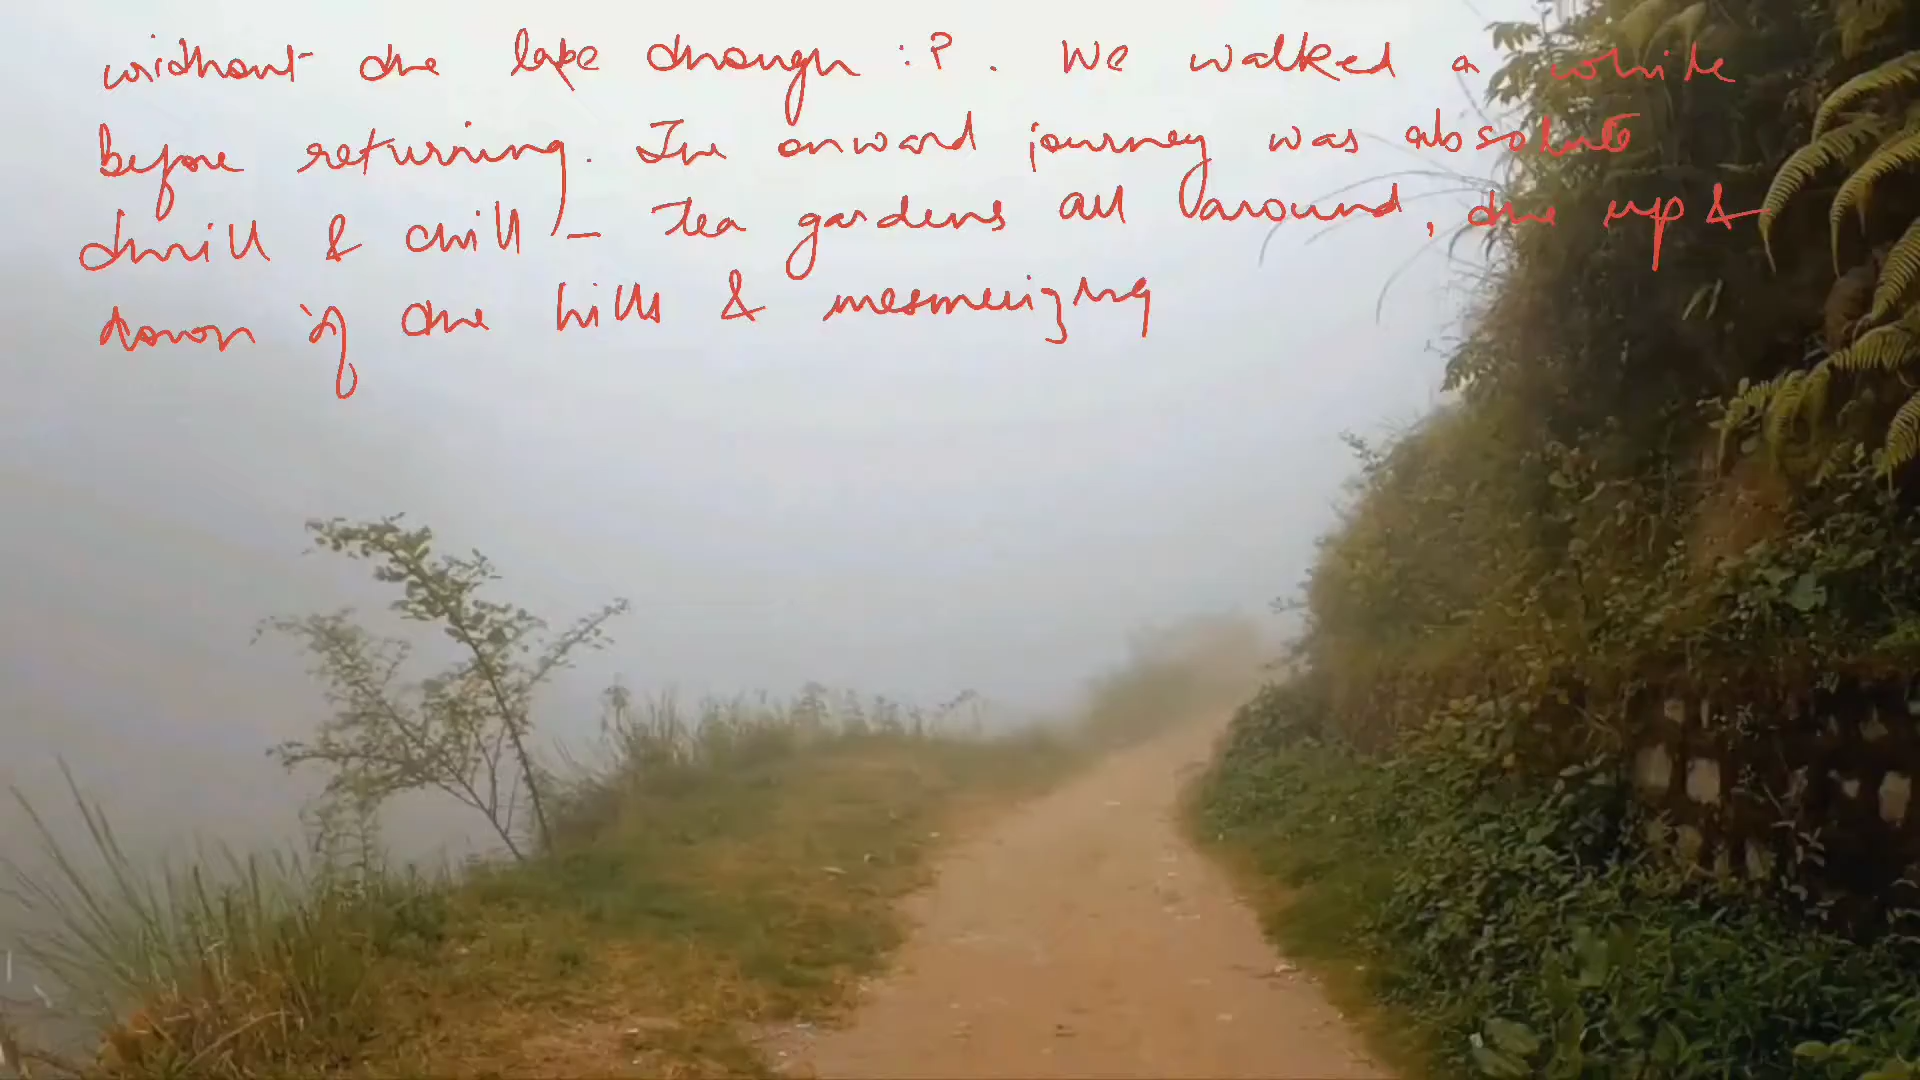 without the lake though :P. We walked a while
before returning. The onward journey was absolute
thrill & chill - tea gardens all around, the up &
down of the hills & mesmerizing